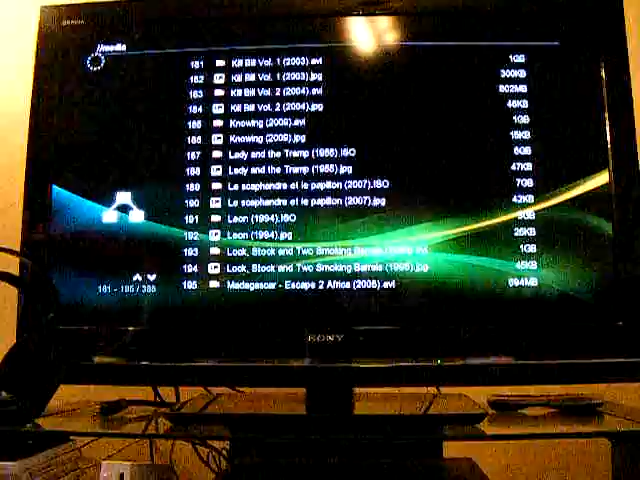 BRAVIA
//media
181 Kill Bill Vol. 1 (2003).avi 1GB
182 Kill Bill Vol. 1 (2003).jpg 300KB
183 Kill Bill Vol. 2 (2004).avi 802MB
184 Kill Bill Vol. 2 (2004).jpg 46KB
185 Knowing (2009).avi 1GB
186 Knowing (2009).jpg 15KB
187 Lady and the Tramp (1955).ISO 6GB
188 Lady and the Tramp (1955).jpg 47KB
189 Le scaphandre et le papillon (2007).ISO 7GB
190 Le scaphandre et le papillon (2007).jpg 42KB
191 Leon (1994).ISO
192 Leon (1994).jpg 25KB
193 Lock, Stock and Two Smoking Barrels (1998).avi 1GB
194 Lock, Stock and Two Smoking Barrels (1998).jpg 45KB
195 Madagascar - Escape 2 Africa (2008).avi 694MB
181 - 195 / 385
SONY